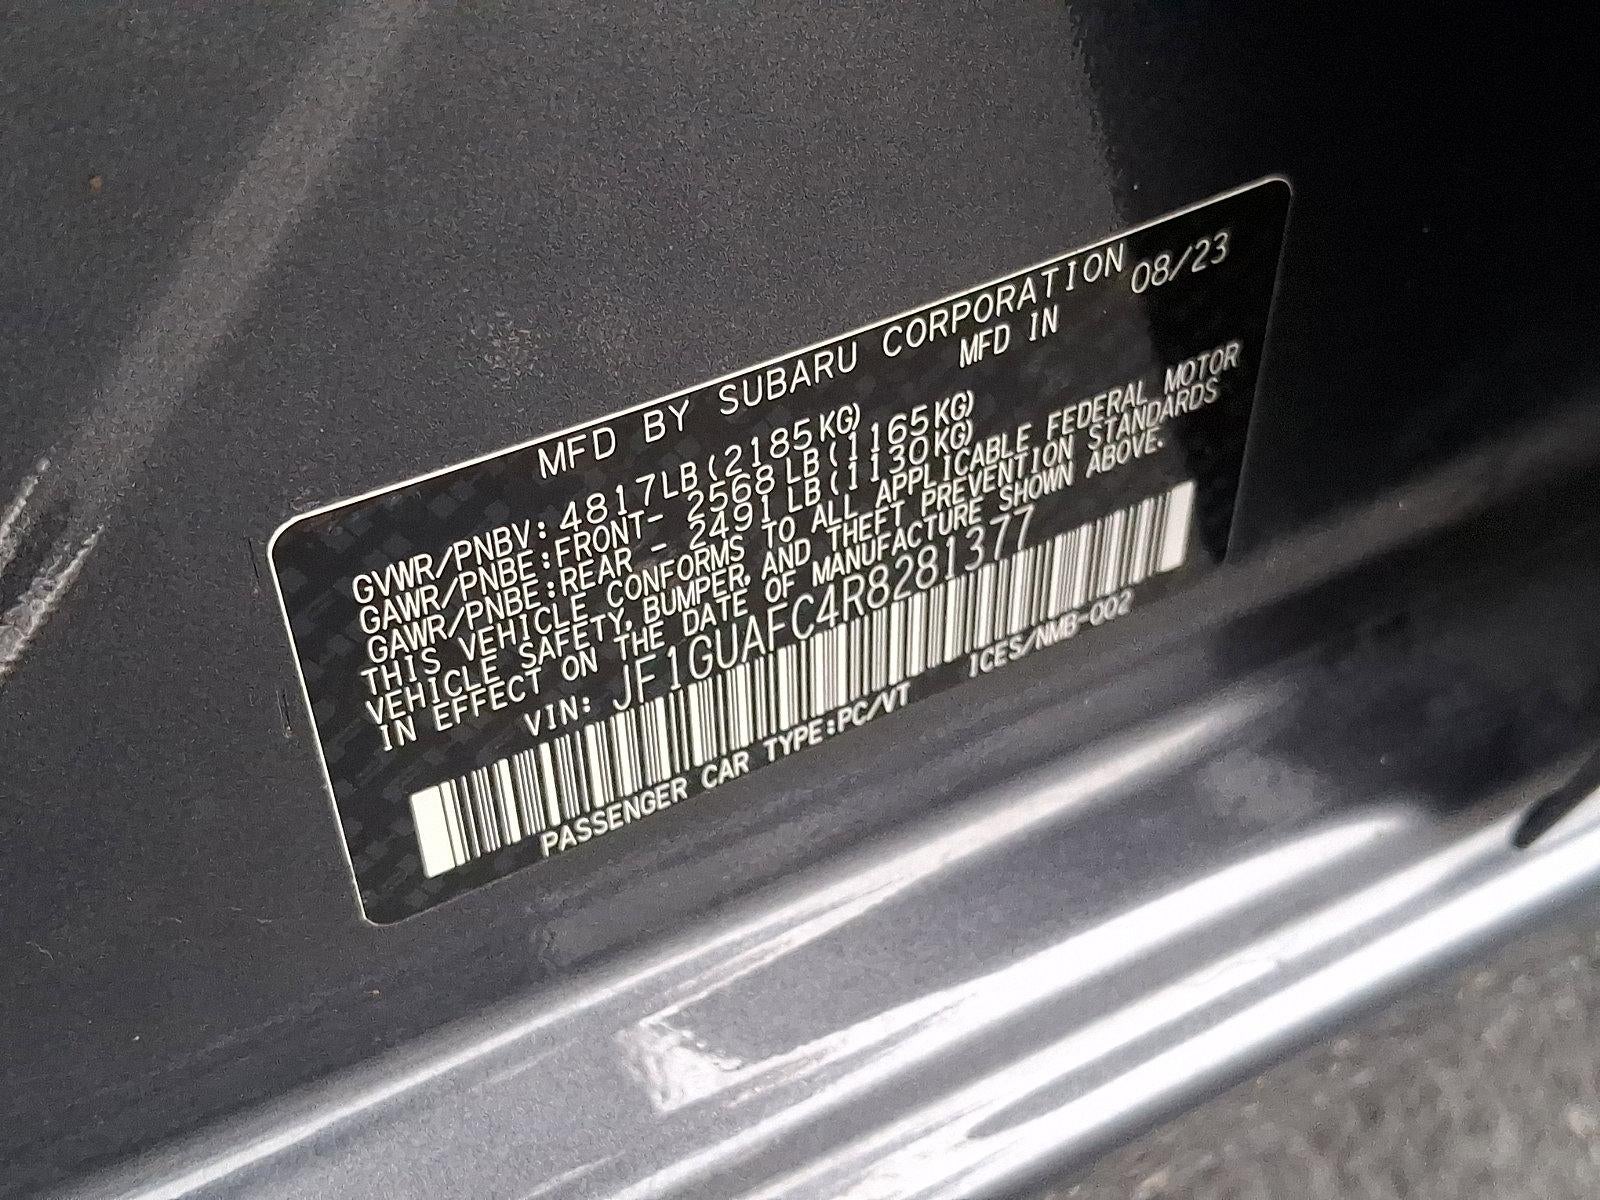 MFD BY SUBARU CORPORATION
MFD IN 08/23
GVWR/PNBV: 4817LB(2185KG)
GAWR/PNBE:FRONT- 2568LB(1165KG)
GAWR/PNBE:REAR - 2491LB(1130KG)
THIS VEHICLE CONFORMS TO ALL APPLICABLE FEDERAL MOTOR
VEHICLE SAFETY, BUMPER, AND THEFT PREVENTION STANDARDS
IN EFFECT ON THE DATE OF MANUFACTURE SHOWN ABOVE.
VIN: JF1GUAFC4R8281377
PASSENGER CAR TYPE:PC/VT ICES/NMB-002